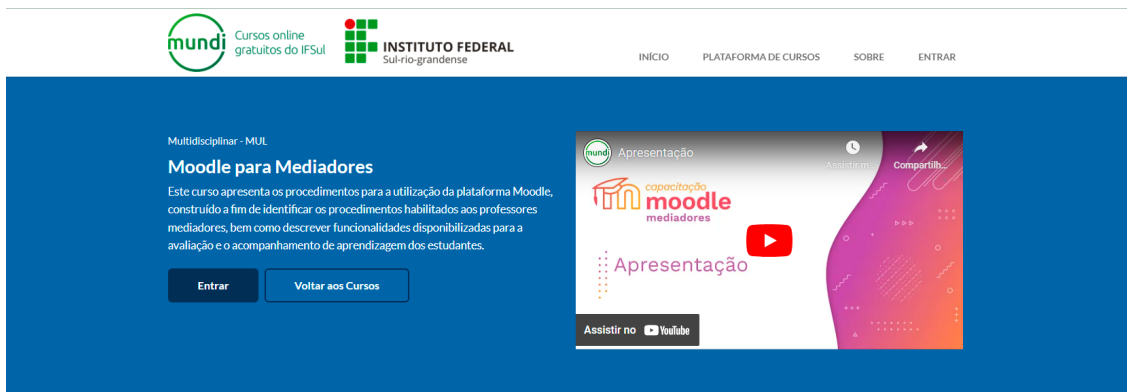 mundi
Cursos online
gratuitos do IFSul
INSTITUTO FEDERAL
Sul-rio-grandense
INÍCIO
PLATAFORMA DE CURSOS
SOBRE
ENTRAR
Multidisciplinar - MUL
Moodle para Mediadores
Este curso apresenta os procedimentos para a utilização da plataforma Moodle,
construído a fim de identificar os procedimentos habilitados aos professores
mediadores, bem como descrever funcionalidades disponibilizadas para a
avaliação e o acompanhamento de aprendizagem dos estudantes.
Entrar
Voltar aos Cursos
mundi
Apresentação
Assistir m...
Compartilh...
capacitação
moodle
mediadores
Apresentação
Assistir no YouTube